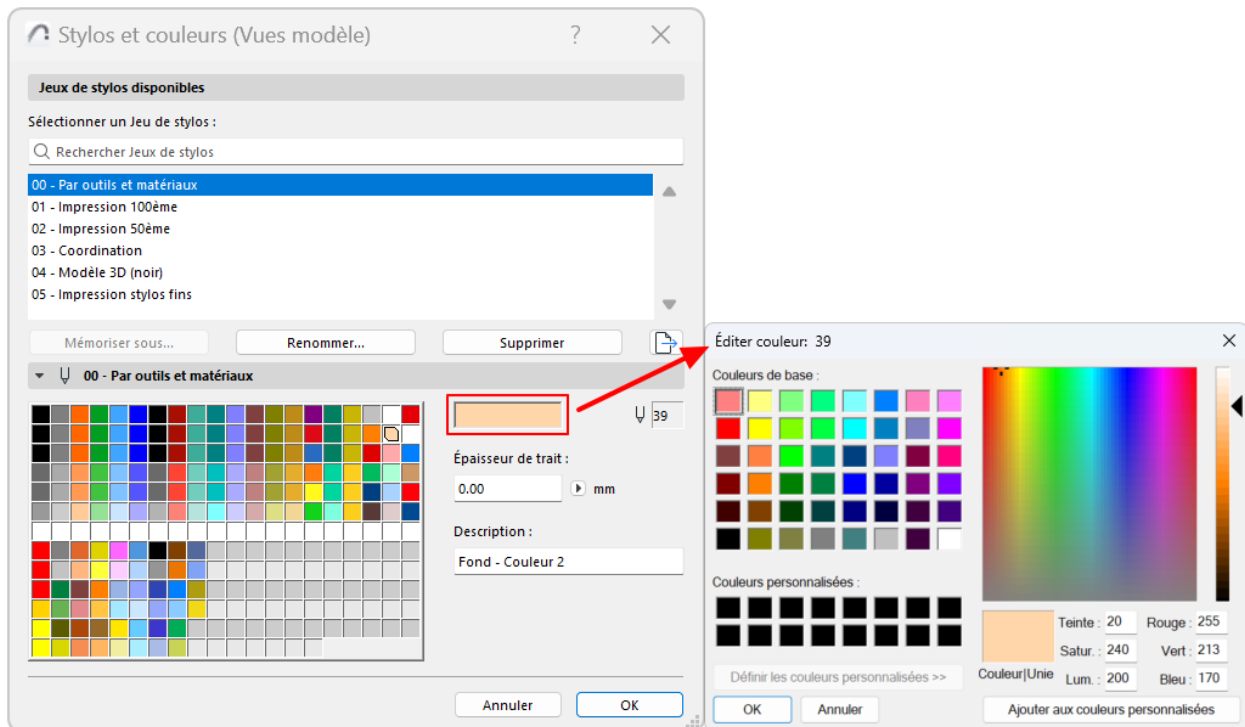 Stylos et couleurs (Vues modèle) ?
Jeux de stylos disponibles
Sélectionner un Jeu de stylos :
Rechercher Jeux de stylos
00 - Par outils et matériaux
01 - Impression 100ème
02 - Impression 50ème
03 - Coordination
04 - Modèle 3D (noir)
05 - Impression stylos fins
Mémoriser sous... Renommer... Supprimer
00 - Par outils et matériaux
39
Épaisseur de trait :
0.00 mm
Description :
Fond - Couleur 2
Annuler OK
Éditer couleur: 39
Couleurs de base :
Couleurs personnalisées :
Définir les couleurs personnalisées >>
OK Annuler
Teinte : 20 Rouge : 255
Satur. : 240 Vert : 213
Couleur|Unie Lum. : 200 Bleu : 170
Ajouter aux couleurs personnalisées